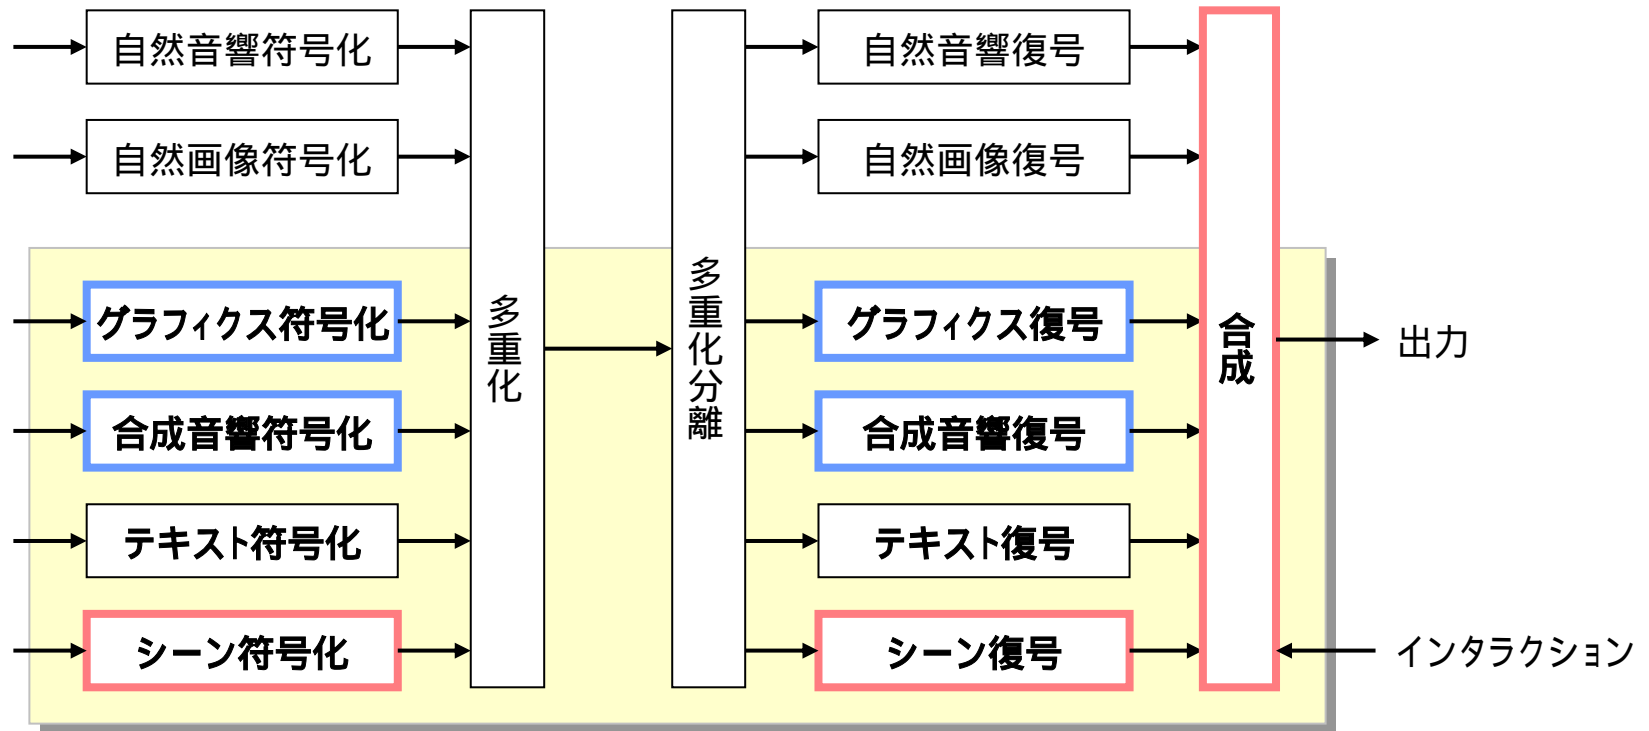 自然音響符号化
自然画像符号化
グラフィクス符号化
合成音響符号化
テキスト符号化
シーン符号化
多重化
多重化分離
自然音響復号
自然画像復号
グラフィクス復号
合成音響復号
テキスト復号
シーン復号
合成
出力
インタラクション